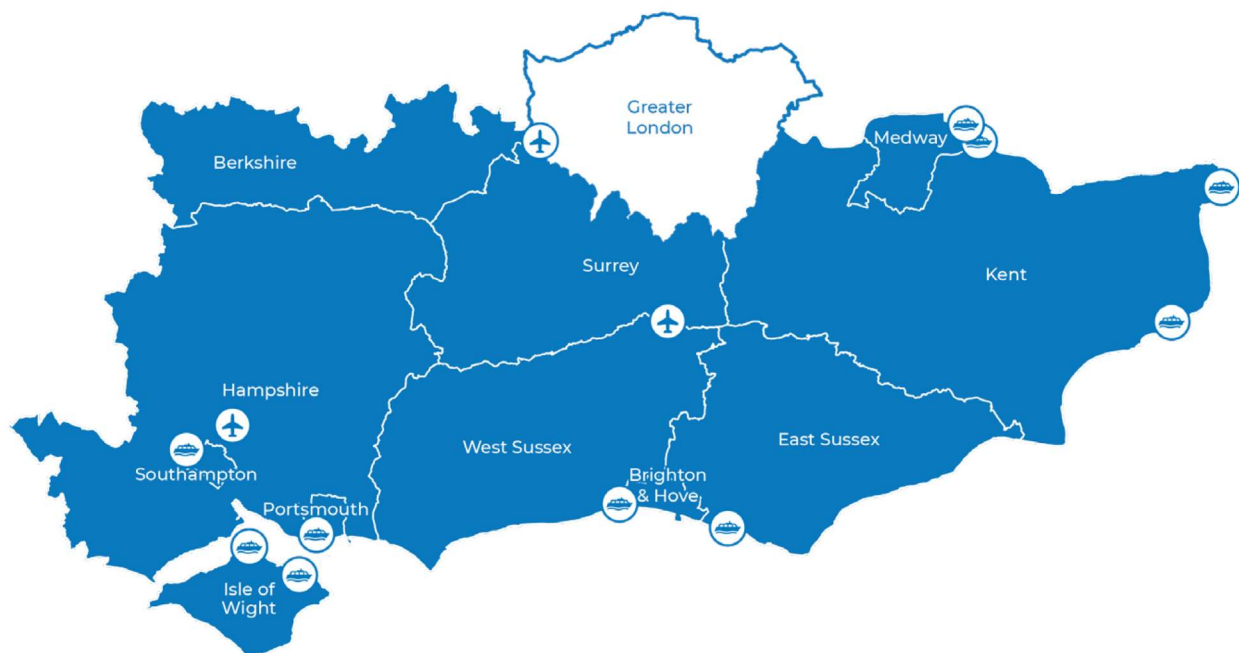 Greater
London
Medway
Berkshire
Surrey
Kent
Hampshire
West Sussex
East Sussex
Southampton
Brighton
& Hove
Portsmouth
Isle of
Wight